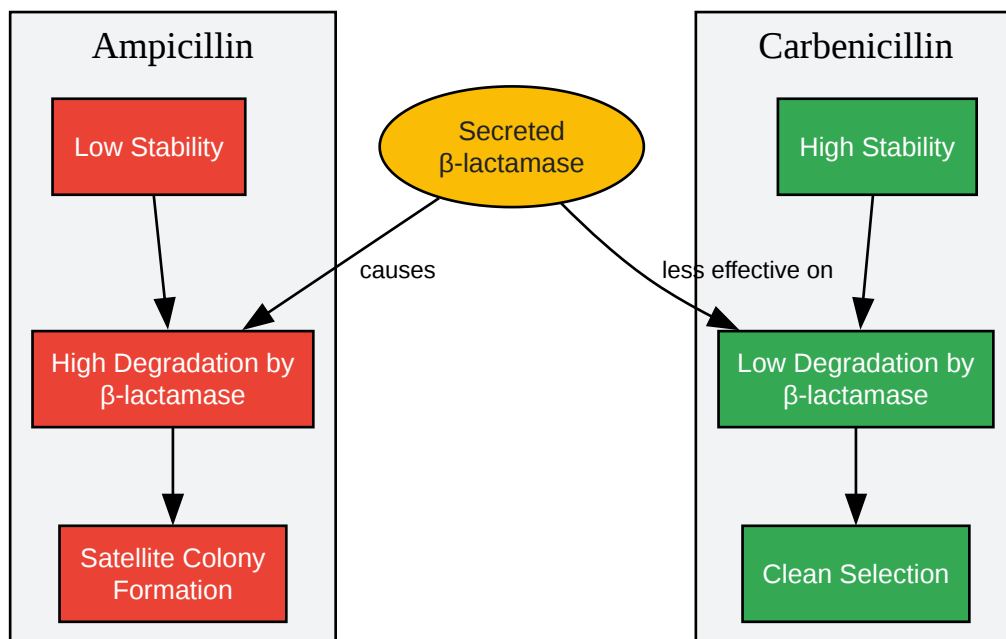 Ampicillin
Low Stability
High Degradation by
β-lactamase
Satellite Colony
Formation
Secreted
β-lactamase
causes
less effective on
Carbenicillin
High Stability
Low Degradation by
β-lactamase
Clean Selection